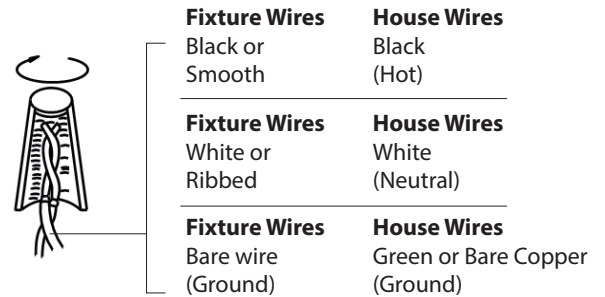 Fixture Wires House Wires
Black or Black
Smooth (Hot)
Fixture Wires House Wires
White or White
Ribbed (Neutral)
Fixture Wires House Wires
Bare wire Green or Bare Copper
(Ground) (Ground)